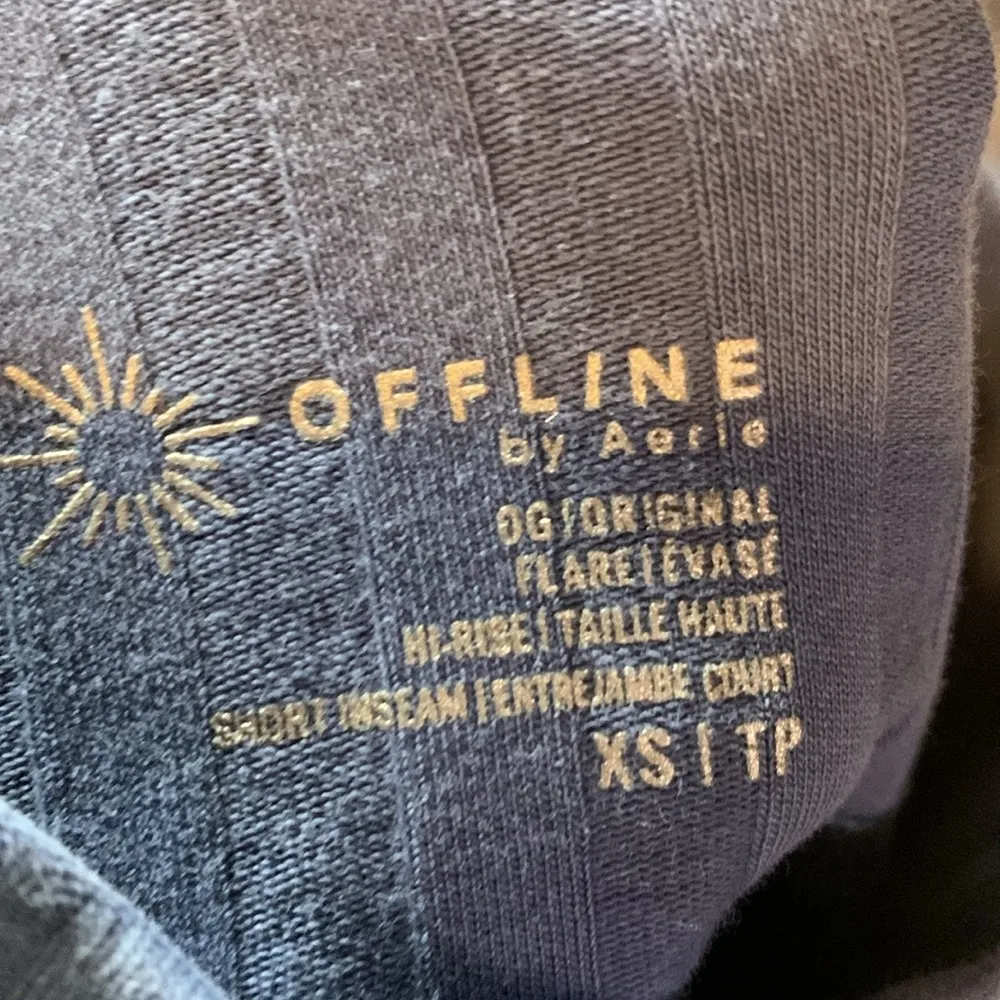 OFFLINE
by Aerie
OG | ORIGINAL
FLARE | ÉVASÉ
HI-RISE | TAILLE HAUTE
SHORT INSEAM | ENTREJAMBE COURT
XS | TP